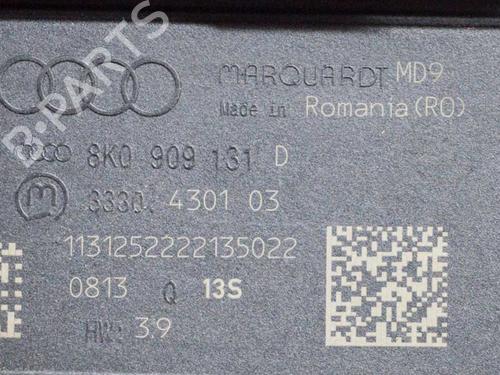 MARQUARDT MD9
Made in Romania(RO)
8K0 909 131 D
M 3330. 4301 03
1131252222135022
0813 Q 13S
HW: 3.9
B-PARTS